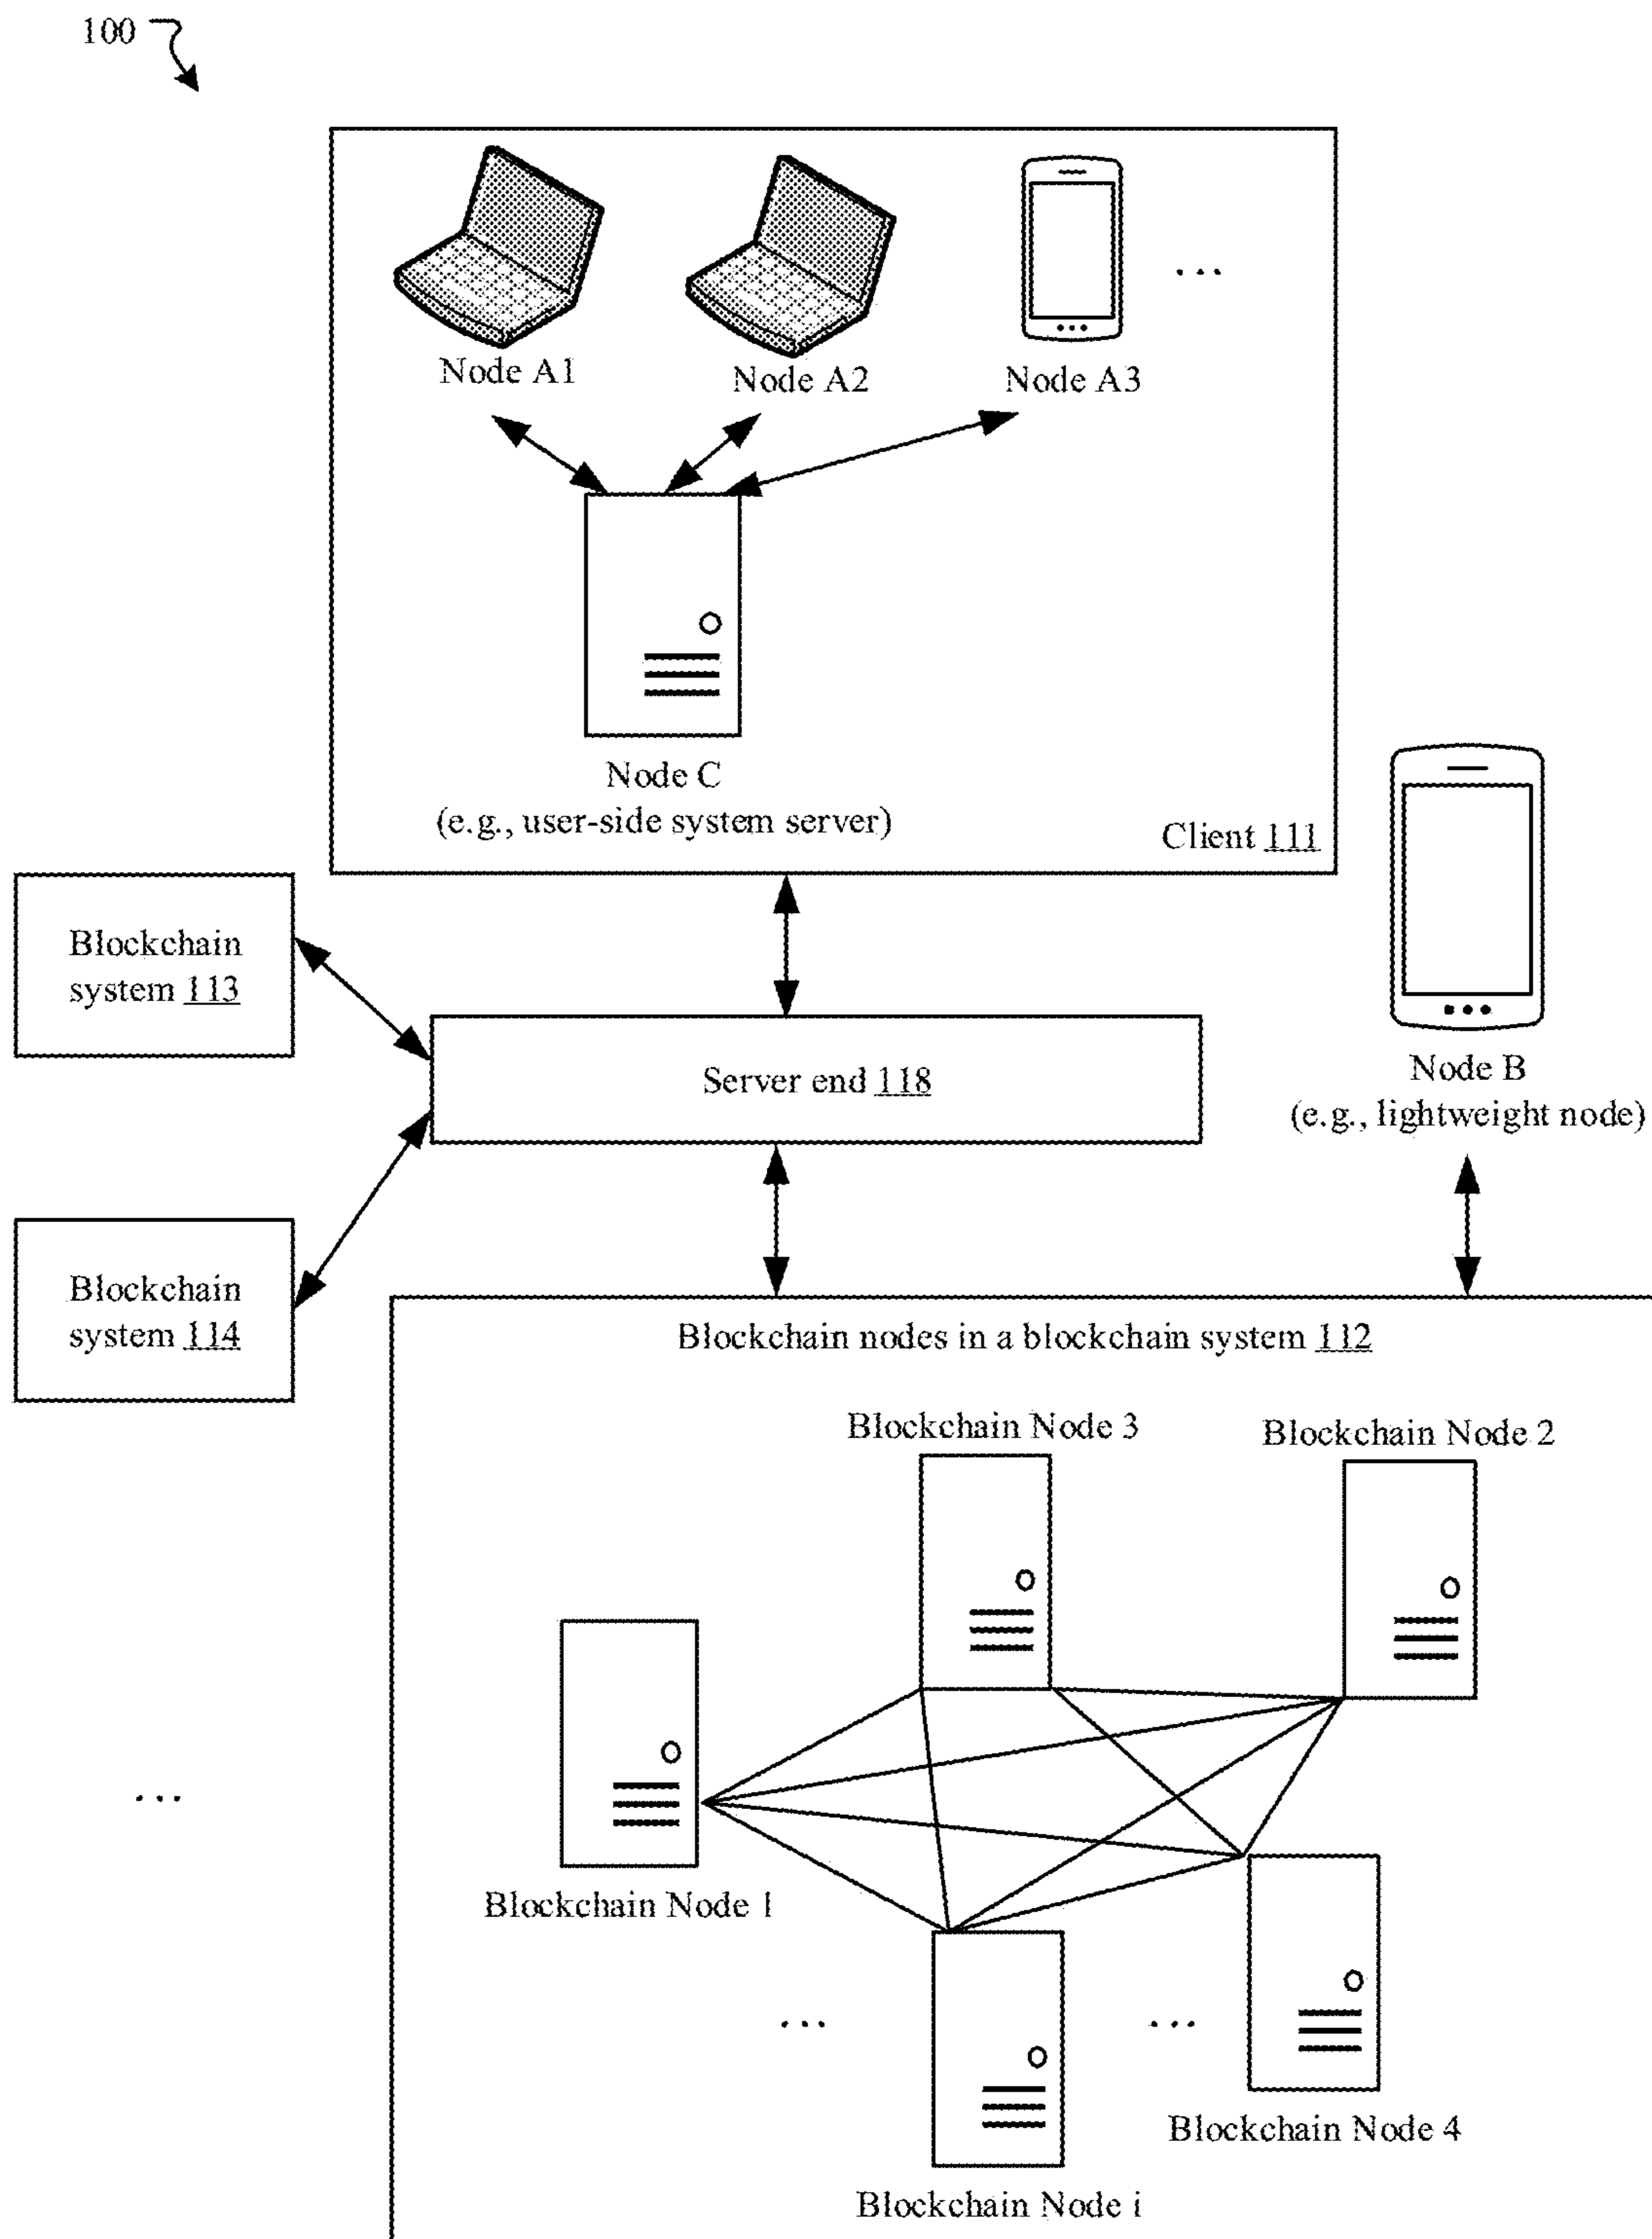 100
Node A1
Node A2
Node A3
...
Node C
(e.g., user-side system server)
Client 111
Blockchain
system 113
Server end 118
Node B
(e.g., lightweight node)
Blockchain
system 114
Blockchain nodes in a blockchain system 112
Blockchain Node 3
Blockchain Node 2
...
Blockchain Node 1
...
...
Blockchain Node 4
Blockchain Node i